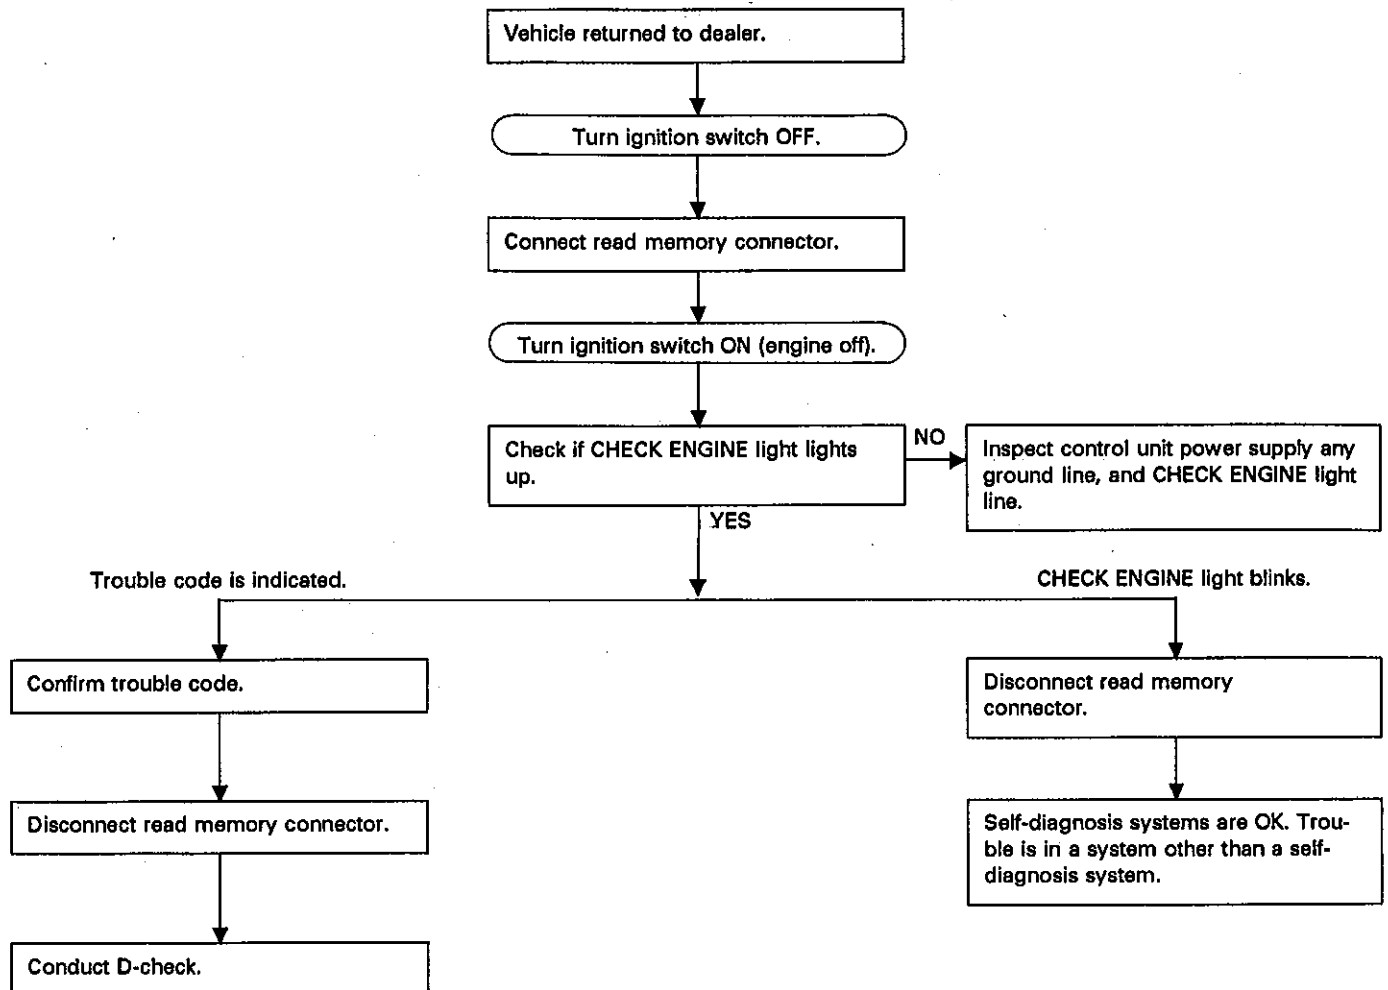 Vehicle returned to dealer.
Turn ignition switch OFF.
Connect read memory connector.
Turn ignition switch ON (engine off).
Check if CHECK ENGINE light lights
up.
NO
Inspect control unit power supply any
ground line, and CHECK ENGINE light
line.
YES
Trouble code is indicated.
CHECK ENGINE light blinks.
Confirm trouble code.
Disconnect read memory connector.
Conduct D-check.
Disconnect read memory
connector.
Self-diagnosis systems are OK. Trou-
ble is in a system other than a self-
diagnosis system.